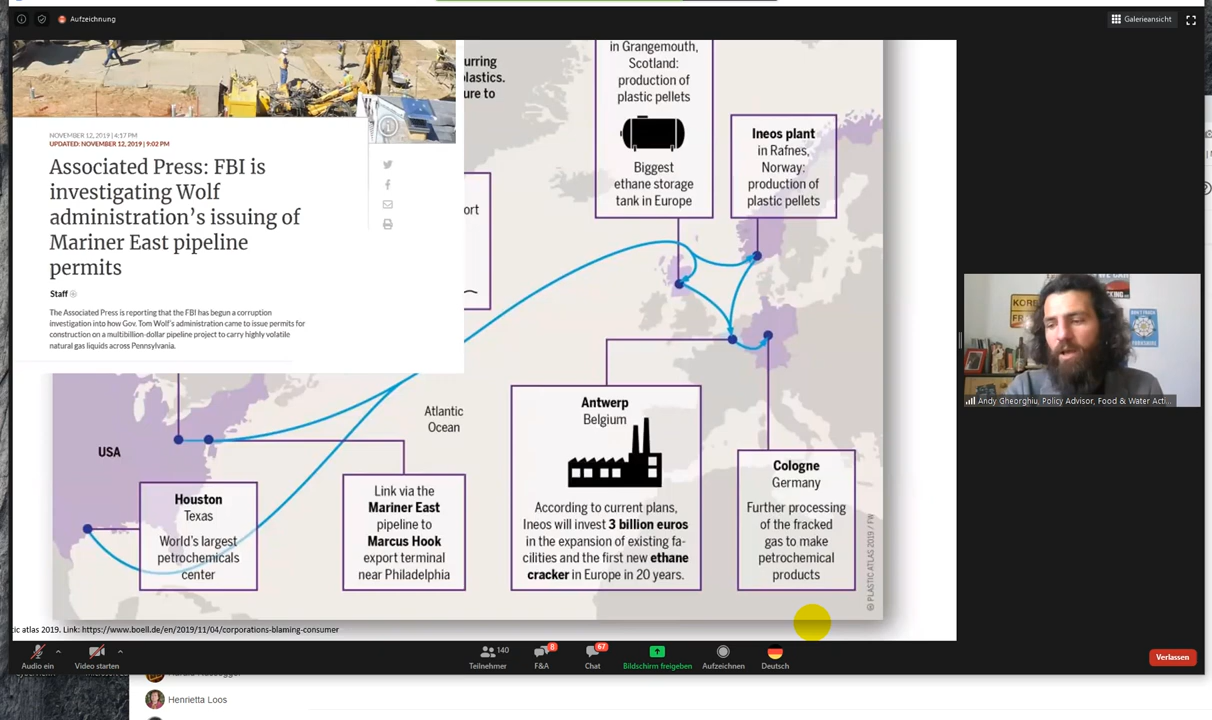 Aufzeichnung
Galerieansicht
NOVEMBER 12, 2019 | 4:17 PM
UPDATED: NOVEMBER 12, 2019 | 9:02 PM
Associated Press: FBI is
investigating Wolf
administration’s issuing of
Mariner East pipeline
permits
Staff
The Associated Press is reporting that the FBI has begun a corruption
investigation into how Gov. Tom Wolf’s administration came to issue permits for
construction on a multibillion-dollar pipeline project to carry highly volatile
natural gas liquids across Pennsylvania.
urring
lastics.
ure to
ort
in Grangemouth,
Scotland:
production of
plastic pellets
Biggest
ethane storage
tank in Europe
Ineos plant
in Rafnes,
Norway:
production of
plastic pellets
USA
Atlantic
Ocean
Houston
Texas
World’s largest
petrochemicals
center
Link via the
Mariner East
pipeline to
Marcus Hook
export terminal
near Philadelphia
Antwerp
Belgium
According to current plans,
Ineos will invest 3 billion euros
in the expansion of existing fa-
cilities and the first new ethane
cracker in Europe in 20 years.
Cologne
Germany
Further processing
of the fracked
gas to make
petrochemical
products
© PLASTIC ATLAS 2019 / FW
tic atlas 2019. Link: https://www.boell.de/en/2019/11/04/corporations-blaming-consumer
Andy Gheorghiu, Policy Advisor, Food & Water Acti...
Audio ein
Video starten
140
Teilnehmer
8
F&A
67
Chat
Bildschirm freigeben
Aufzeichnen
Deutsch
Verlassen
Henrietta Loos